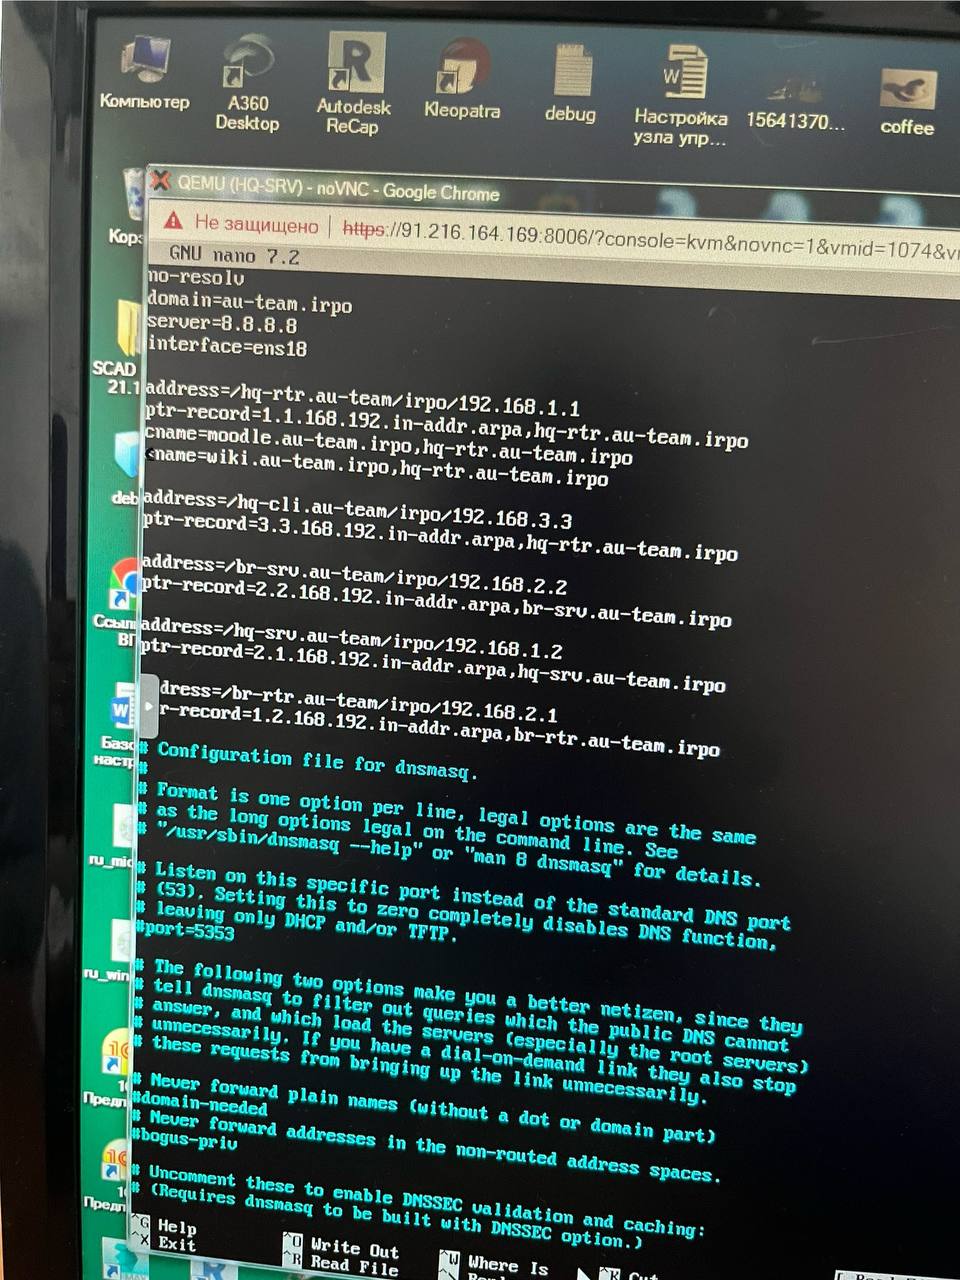 Компьютер
A360 Desktop
Autodesk ReCap
Kleopatra
debug
Настройка узла упр...
15641370...
coffee
QEMU (HQ-SRV) - noVNC - Google Chrome
Не защищено | https://91.216.164.169:8006/?console=kvm&novnc=1&vmid=1074&vr
GNU nano 7.2
no-resolv
domain=au-team.irpo
server=8.8.8.8
interface=ens18
address=/hq-rtr.au-team/irpo/192.168.1.1
ptr-record=1.1.168.192.in-addr.arpa,hq-rtr.au-team.irpo
cname=moodle.au-team.irpo,hq-rtr.au-team.irpo
cname=wiki.au-team.irpo,hq-rtr.au-team.irpo
address=/hq-cli.au-team/irpo/192.168.3.3
ptr-record=3.3.168.192.in-addr.arpa,hq-rtr.au-team.irpo
address=/br-srv.au-team/irpo/192.168.2.2
ptr-record=2.2.168.192.in-addr.arpa,br-srv.au-team.irpo
address=/hq-srv.au-team/irpo/192.168.1.2
ptr-record=2.1.168.192.in-addr.arpa,hq-srv.au-team.irpo
dress=/br-rtr.au-team/irpo/192.168.2.1
r-record=1.2.168.192.in-addr.arpa,br-rtr.au-team.irpo
# Configuration file for dnsmasq.
#
# Format is one option per line, legal options are the same
# as the long options legal on the command line. See
# "/usr/sbin/dnsmasq --help" or "man 8 dnsmasq" for details.
# Listen on this specific port instead of the standard DNS port
# (53). Setting this to zero completely disables DNS function,
# leaving only DHCP and/or TFTP.
#port=5353
# The following two options make you a better netizen, since they
# tell dnsmasq to filter out queries which the public DNS cannot
# answer, and which load the servers (especially the root servers)
# unnecessarily. If you have a dial-on-demand link they also stop
# these requests from bringing up the link unnecessarily.
# Never forward plain names (without a dot or domain part)
#domain-needed
# Never forward addresses in the non-routed address spaces.
#bogus-priv
# Uncomment these to enable DNSSEC validation and caching:
# (Requires dnsmasq to be built with DNSSEC option.)
^G Help
^O Write Out
^W Where Is
^K Cut
^X Exit
^R Read File
Кор
SCAD
21.1
deb
Ссыл
ВГ
База
настр
ru_mic
ru_win
Предп
Предп